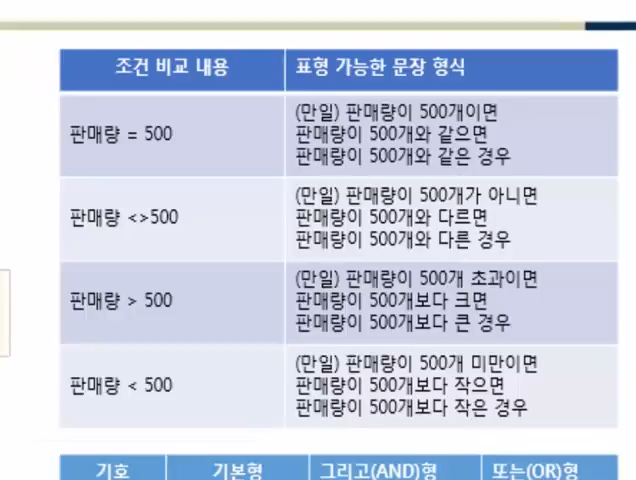 조건 비교 내용
표형 가능한 문장 형식
판매량 = 500
(만일) 판매량이 500개이면
판매량이 500개와 같으면
판매량이 500개와 같은 경우
판매량 <>500
(만일) 판매량이 500개가 아니면
판매량이 500개와 다르면
판매량이 500개와 다른 경우
판매량 > 500
(만일) 판매량이 500개 초과이면
판매량이 500개보다 크면
판매량이 500개보다 큰 경우
판매량 < 500
(만일) 판매량이 500개 미만이면
판매량이 500개보다 작으면
판매량이 500개보다 작은 경우
기호
기본형
그리고(AND)형
또는(OR)형